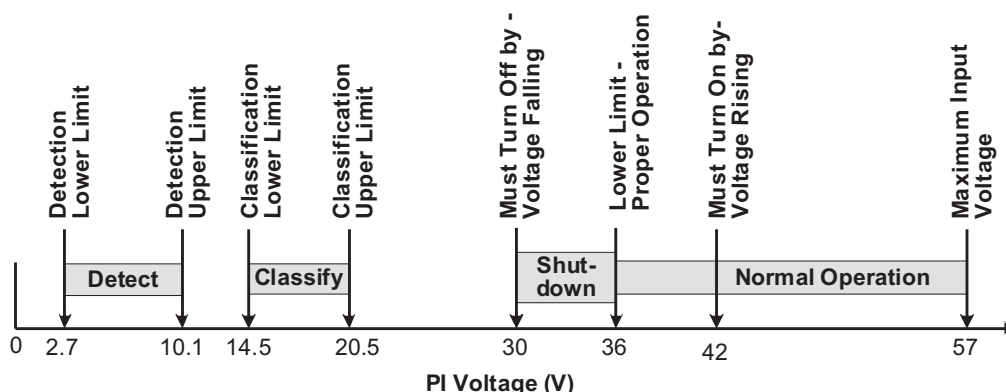 Detection
Lower Limit
Detection
Upper Limit
Classification
Lower Limit
Classification
Upper Limit
Must Turn Off by -
Voltage Falling
Lower Limit -
Proper Operation
Must Turn On by-
Voltage Rising
Maximum Input
Voltage
Detect
Classify
Shut-
down
Normal Operation
0
2.7
10.1
14.5
20.5
30
36
42
57
PI Voltage (V)